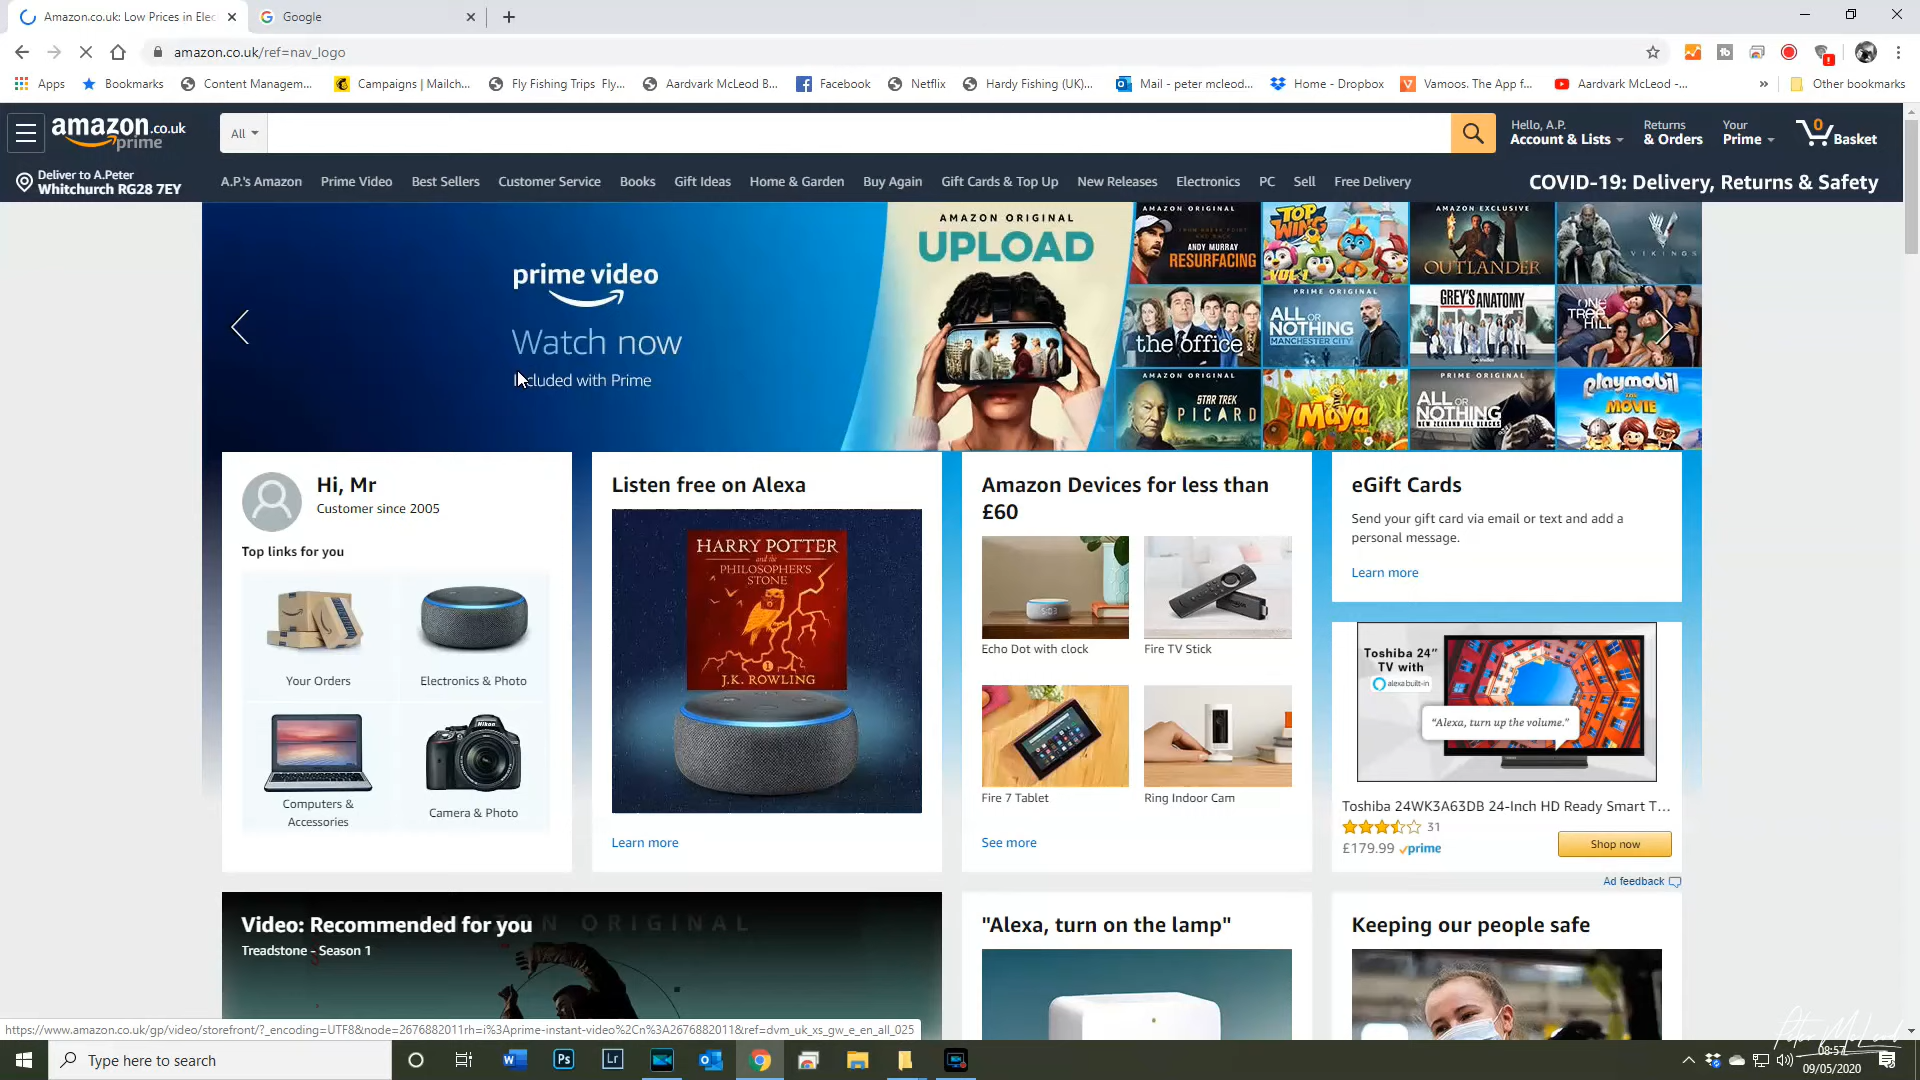 Amazon.co.uk: Low Prices in Elec
Google
amazon.co.uk/ref=nav_logo
Apps Bookmarks Content Managem... Campaigns | Mailch... Fly Fishing Trips Fly... Aardvark McLeod B... Facebook Netflix Hardy Fishing (UK)... Mail - peter mcleod... Home - Dropbox Vamoos. The App f... Aardvark McLeod -... » Other bookmarks
amazon.co.uk
prime
All
Hello, A.P.
Account & Lists
Returns
& Orders
Your
Prime
0
Basket
Deliver to A.Peter
Whitchurch RG28 7EY
A.P.'s Amazon Prime Video Best Sellers Customer Service Books Gift Ideas Home & Garden Buy Again Gift Cards & Top Up New Releases Electronics PC Sell Free Delivery
COVID-19: Delivery, Returns & Safety
prime video
Watch now
Included with Prime
AMAZON ORIGINAL
UPLOAD
AMAZON ORIGINAL
ANDY MURRAY
RESURFACING
TOP WING
VOL 1
AMAZON EXCLUSIVE
OUTLANDER
VIKINGS
the office
PRIME ORIGINAL
ALL OR NOTHING
MANCHESTER CITY
GREY'S ANATOMY
ONE TREE HILL
AMAZON ORIGINAL
STAR TREK
PICARD
Maya
PRIME ORIGINAL
ALL OR NOTHING
NEW ZEALAND ALL BLACKS
playmobil
THE MOVIE
Hi, Mr
Customer since 2005
Top links for you
Your Orders
Electronics & Photo
Computers &
Accessories
Camera & Photo
Nikon
Listen free on Alexa
HARRY POTTER
and the
PHILOSOPHER'S
STONE
1
J.K. ROWLING
Learn more
Amazon Devices for less than
£60
5:03
Echo Dot with clock
Fire TV Stick
Fire 7 Tablet
Ring Indoor Cam
See more
eGift Cards
Send your gift card via email or text and add a
personal message.
Learn more
Toshiba 24”
TV with
alexa built-in
“Alexa, turn up the volume.”
Toshiba 24WK3A63DB 24-Inch HD Ready Smart T...
31
£179.99 prime
Shop now
Ad feedback
Video: Recommended for you
AMAZON ORIGINAL
Treadstone - Season 1
"Alexa, turn on the lamp"
Keeping our people safe
https://www.amazon.co.uk/gp/video/storefront/?_encoding=UTF8&node=2676882011rh=i%3Aprime-instant-video%2Cn%3A2676882011&ref=dvm_uk_xs_gw_e_en_all_025
Peter McLeod
Type here to search
Ps
Lr
08:57
09/05/2020